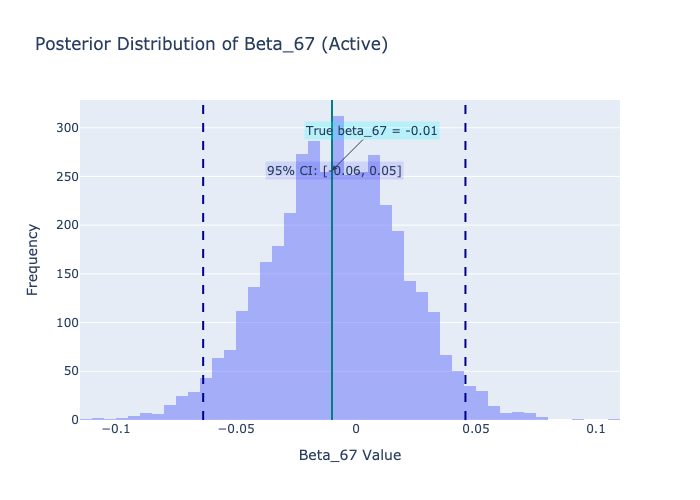 Posterior Distribution of Beta_67 (Active)
True beta_67 = -0.01
95% CI: [-0.06, 0.05]
Frequency
300
250
200
150
100
50
0
−0.1
−0.05
0
0.05
0.1
Beta_67 Value